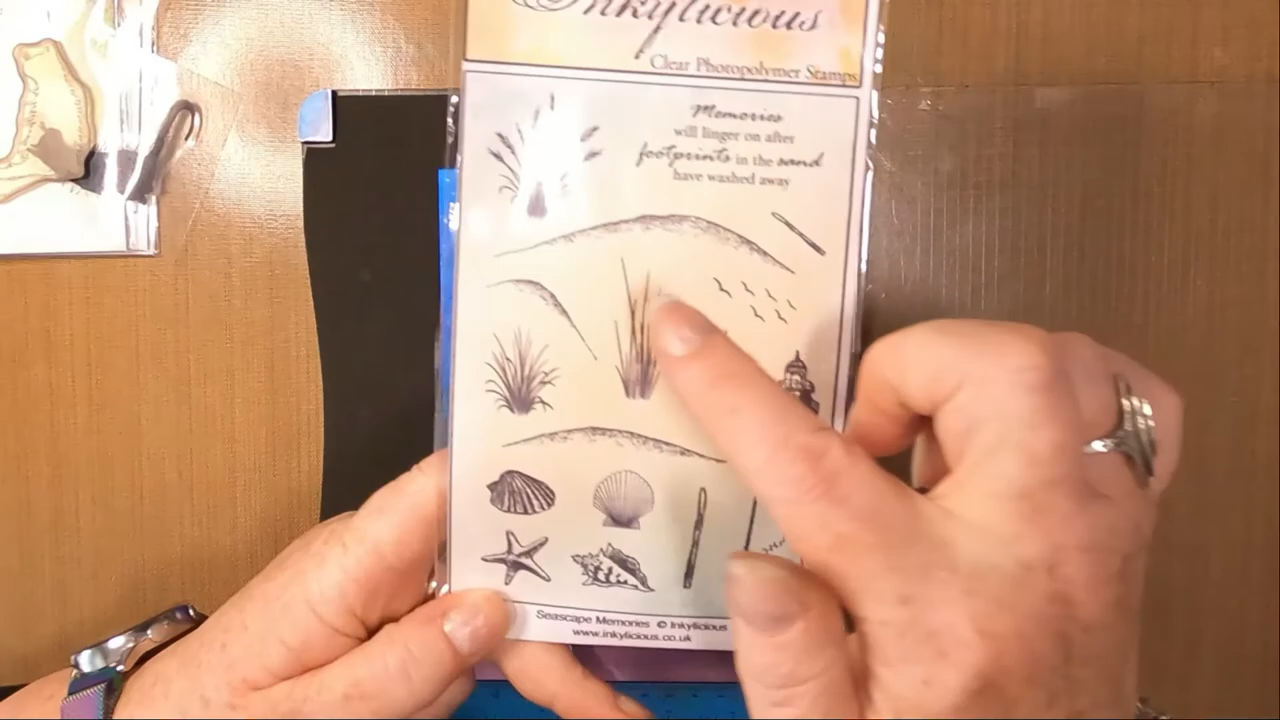 Inkylicious
Clear Photopolymer Stamps
Memories
will linger on after
footprints in the sand
have washed away
Seascape Memories © Inkylicious
www.inkylicious.co.uk